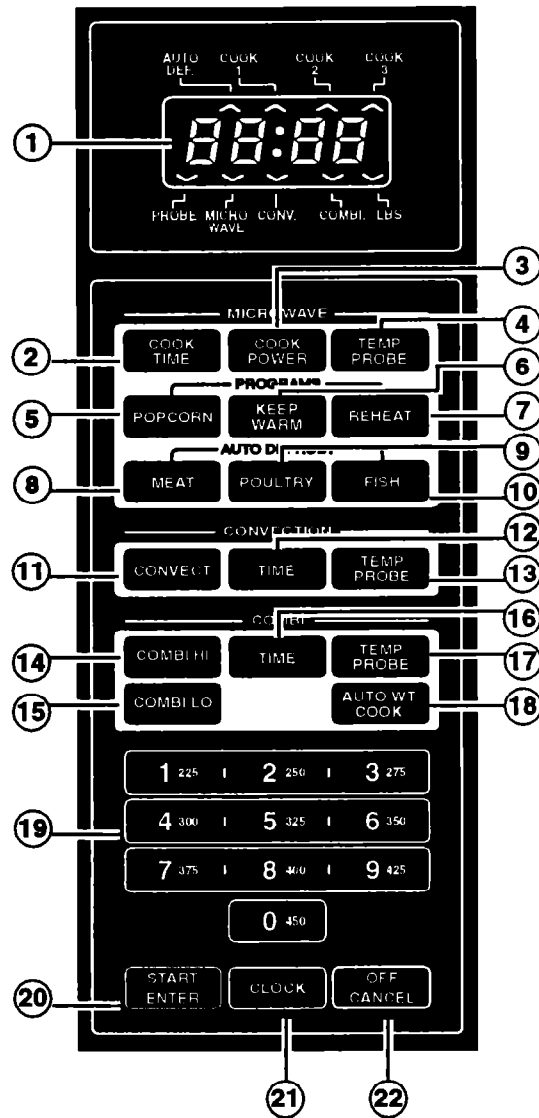 AUTO DEF. COOK 1 COOK 2 COOK 3
1
88:88
PROBE MICRO WAVE CONV. COMBI. LBS
3
MICROWAVE
4
2
COOK TIME
COOK POWER
TEMP PROBE
6
5
POPCORN
KEEP WARM
REHEAT
7
9
8
MEAT
POULTRY
FISH
10
CONVECTION
12
11
CONVECT
TIME
TEMP PROBE
13
16
14
COMBI HI
TIME
TEMP PROBE
17
15
COMBI LO
AUTO WT COOK
18
1 225 2 250 3 275
19
4 300 5 325 6 350
7 375 8 400 9 425
0 450
20
START ENTER
CLOCK
OFF CANCEL
21
22